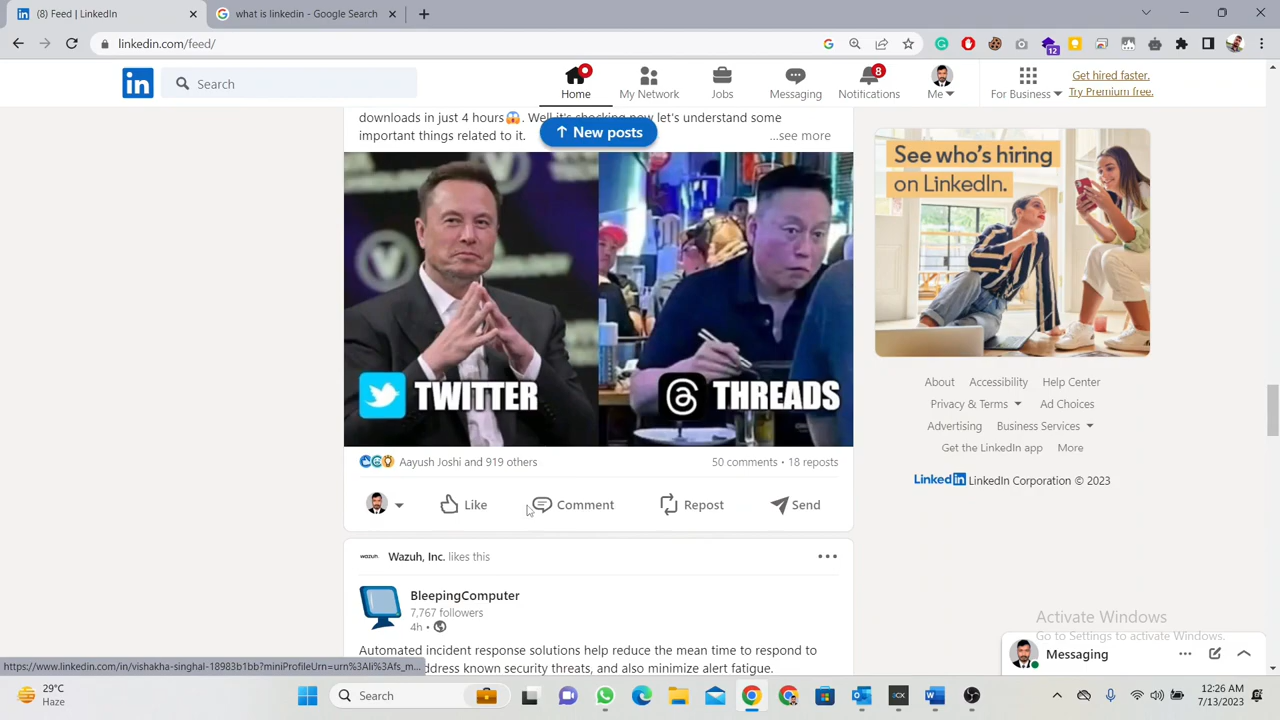 (8) Feed | LinkedIn
what is linkedin - Google Search
linkedin.com/feed/
12
in
Search
Home
My Network
Jobs
Messaging
8
Notifications
Me
For Business
Get hired faster.
Try Premium free.
downloads in just 4 hours😱. Well it's shocking now let's understand some
important things related to it.
...see more
↑ New posts
See who's hiring
on LinkedIn.
TWITTER
THREADS
Aayush Joshi and 919 others
50 comments • 18 reposts
Like
Comment
Repost
Send
About
Accessibility
Help Center
Privacy & Terms
Ad Choices
Advertising
Business Services
Get the LinkedIn app
More
LinkedIn LinkedIn Corporation © 2023
wazuh.
Wazuh, Inc. likes this
BleepingComputer
7,767 followers
4h •
Automated incident response solutions help reduce the mean time to respond to
address known security threats, and also minimize alert fatigue.
Activate Windows
Go to Settings to activate Windows.
Messaging
https://www.linkedin.com/in/vishakha-singhal-18983b1bb?miniProfileUrn=urn%3Ali%3Afs_m...
29°C
Haze
Search
12:26 AM
7/13/2023